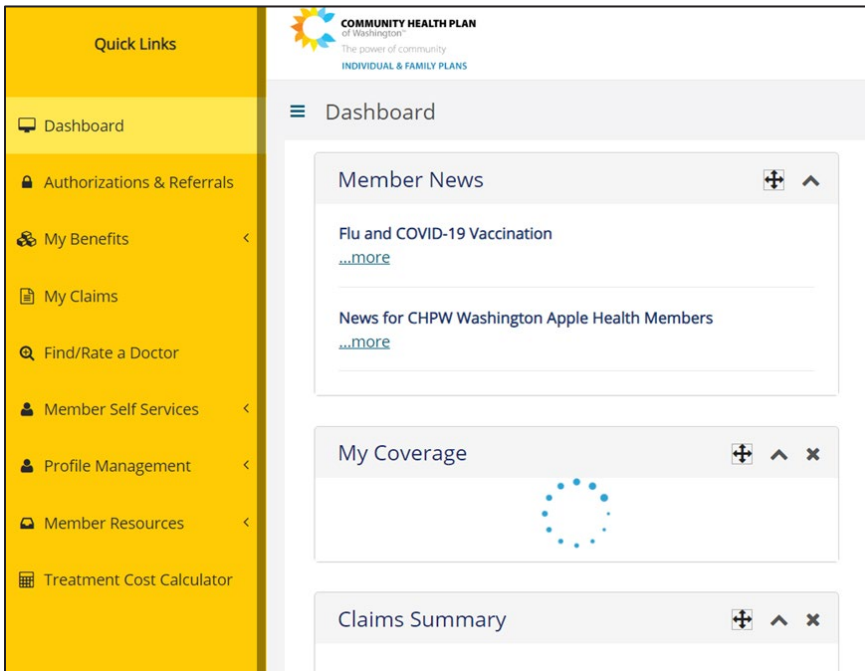 Quick Links
Dashboard
Authorizations & Referrals
My Benefits
My Claims
Find/Rate a Doctor
Member Self Services
Profile Management
Member Resources
Treatment Cost Calculator
COMMUNITY HEALTH PLAN
of Washington™
The power of community
INDIVIDUAL & FAMILY PLANS
Dashboard
Member News
Flu and COVID-19 Vaccination
...more
News for CHPW Washington Apple Health Members
...more
My Coverage
Claims Summary